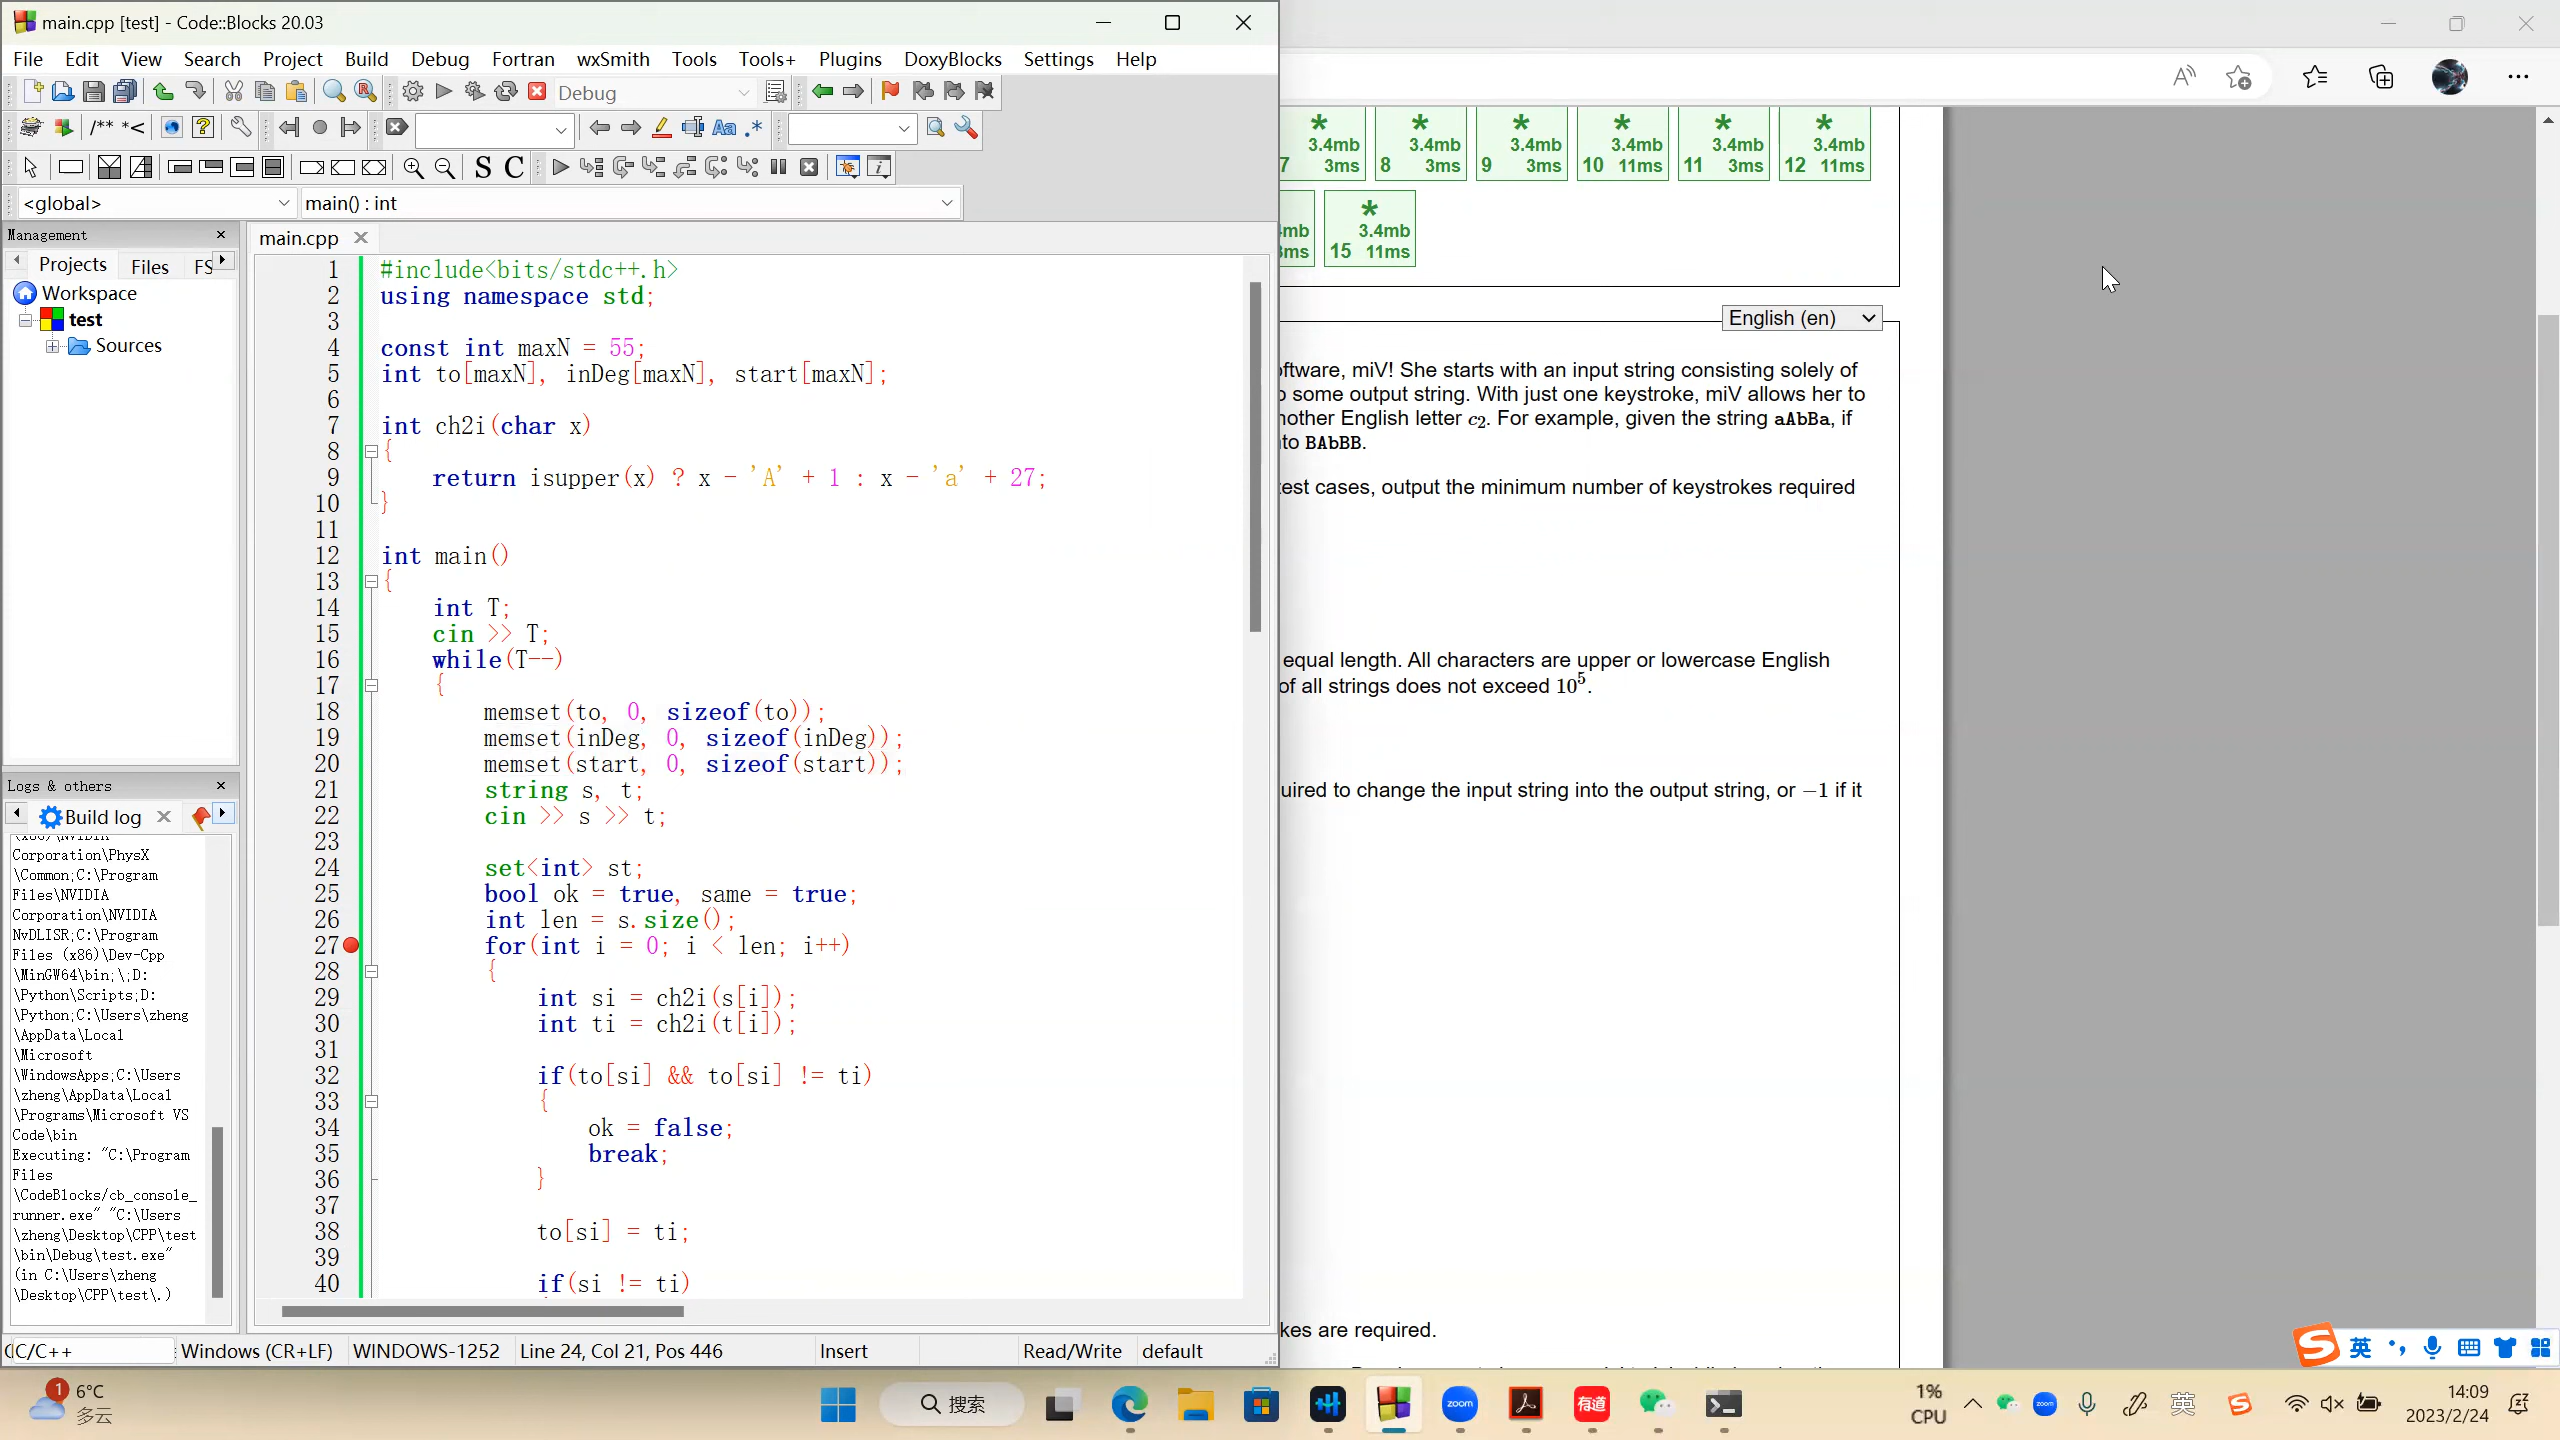 main.cpp [test] - Code::Blocks 20.03
File Edit View Search Project Build Debug Fortran wxSmith Tools Tools+ Plugins DoxyBlocks Settings Help
Debug
/** *<
Aa .*
S C
<global> main() : int
Management
Projects Files FS
Workspace
test
Sources
Logs & others
Build log
Corporation\PhysX
\Common;C:\Program
Files\NVIDIA
Corporation\NVIDIA
NvDLISR;C:\Program
Files (x86)\Dev-Cpp
\MinGW64\bin;\;D:
\Python\Scripts;D:
\Python;C:\Users\zheng
\AppData\Local
\Microsoft
\WindowsApps;C:\Users
\zheng\AppData\Local
\Programs\Microsoft VS
Code\bin
Executing: "C:\Program
Files
\CodeBlocks/cb_console_
runner.exe" "C:\Users
\zheng\Desktop\CPP\test
\bin\Debug\test.exe"
(in C:\Users\zheng
\Desktop\CPP\test\.)
main.cpp
1 #include<bits/stdc++.h>
2 using namespace std;
3
4 const int maxN = 55;
5 int to[maxN], inDeg[maxN], start[maxN];
6
7 int ch2i(char x)
8 {
9 return isupper(x) ? x - 'A' + 1 : x - 'a' + 27;
10 }
11
12 int main()
13 {
14 int T;
15 cin >> T;
16 while(T--)
17 {
18 memset(to, 0, sizeof(to));
19 memset(inDeg, 0, sizeof(inDeg));
20 memset(start, 0, sizeof(start));
21 string s, t;
22 cin >> s >> t;
23
24 set<int> st;
25 bool ok = true, same = true;
26 int len = s.size();
27 for(int i = 0; i < len; i++)
28 {
29 int si = ch2i(s[i]);
30 int ti = ch2i(t[i]);
31
32 if(to[si] && to[si] != ti)
33 {
34 ok = false;
35 break;
36 }
37
38 to[si] = ti;
39
40 if(si != ti)
C/C++ Windows (CR+LF) WINDOWS-1252 Line 24, Col 21, Pos 446 Insert Read/Write default
* * * * * *
3.4mb 3.4mb 3.4mb 3.4mb 3.4mb 3.4mb
7 3ms 8 3ms 9 3ms 10 11ms 11 3ms 12 11ms
*
mb 3.4mb
ms 15 11ms
English (en)
ftware, miV! She starts with an input string consisting solely of
some output string. With just one keystroke, miV allows her to
nother English letter c2. For example, given the string aAbBa, if
to BAbBB.
est cases, output the minimum number of keystrokes required
equal length. All characters are upper or lowercase English
of all strings does not exceed 10^5.
uired to change the input string into the output string, or −1 if it
kes are required.
英
1
6°C
多云
搜索
zoom
有道
1%
CPU
英
14:09
2023/2/24